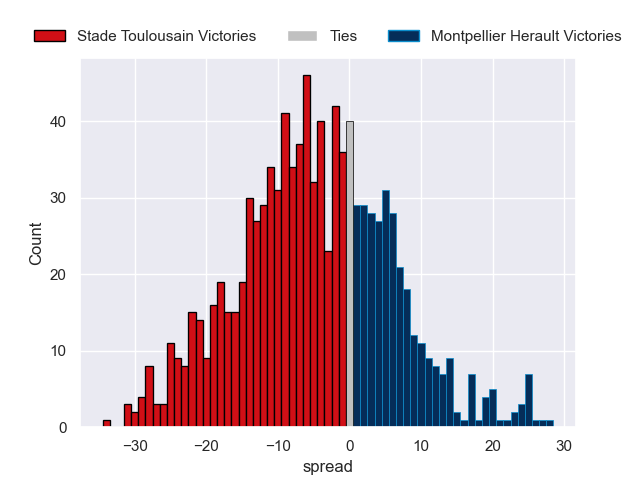 Stade Toulousain Victories Ties Montpellier Herault Victories
Count
40
30
20
10
0
−30 −20 −10 0 10 20 30
spread